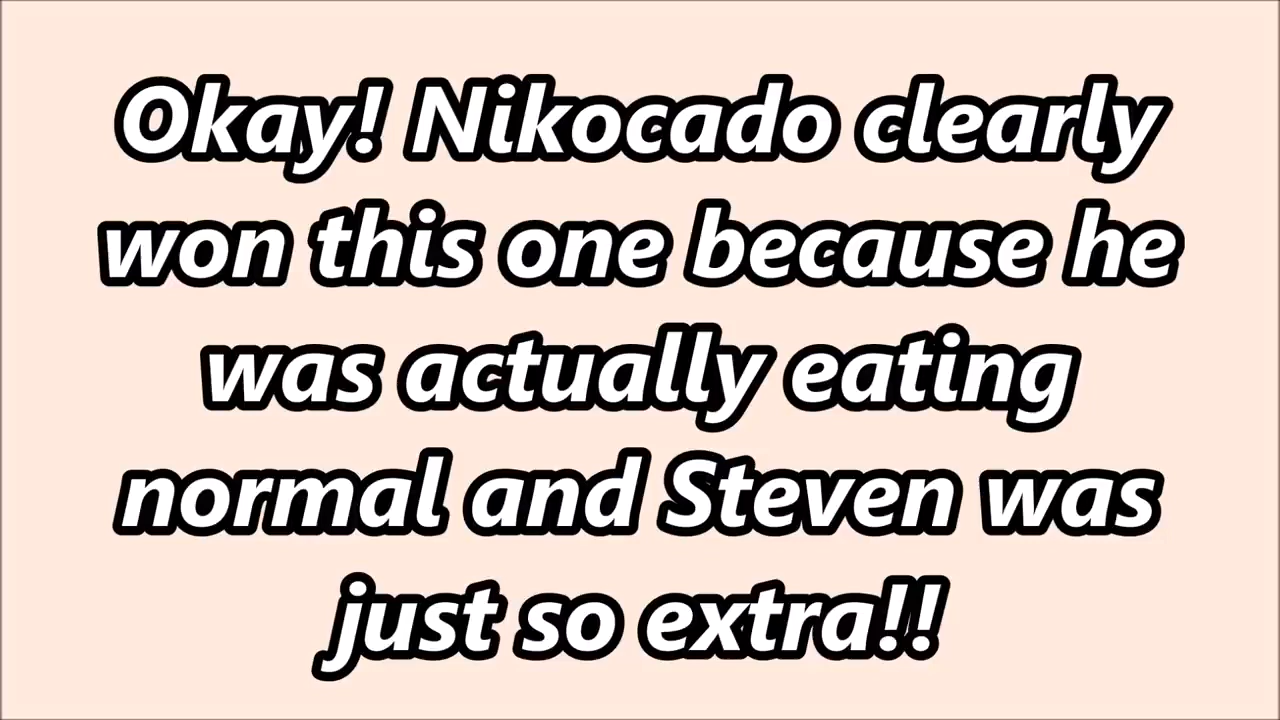 Okay! Nikocado clearly
won this one because he
was actually eating
normal and Steven was
just so extra!!